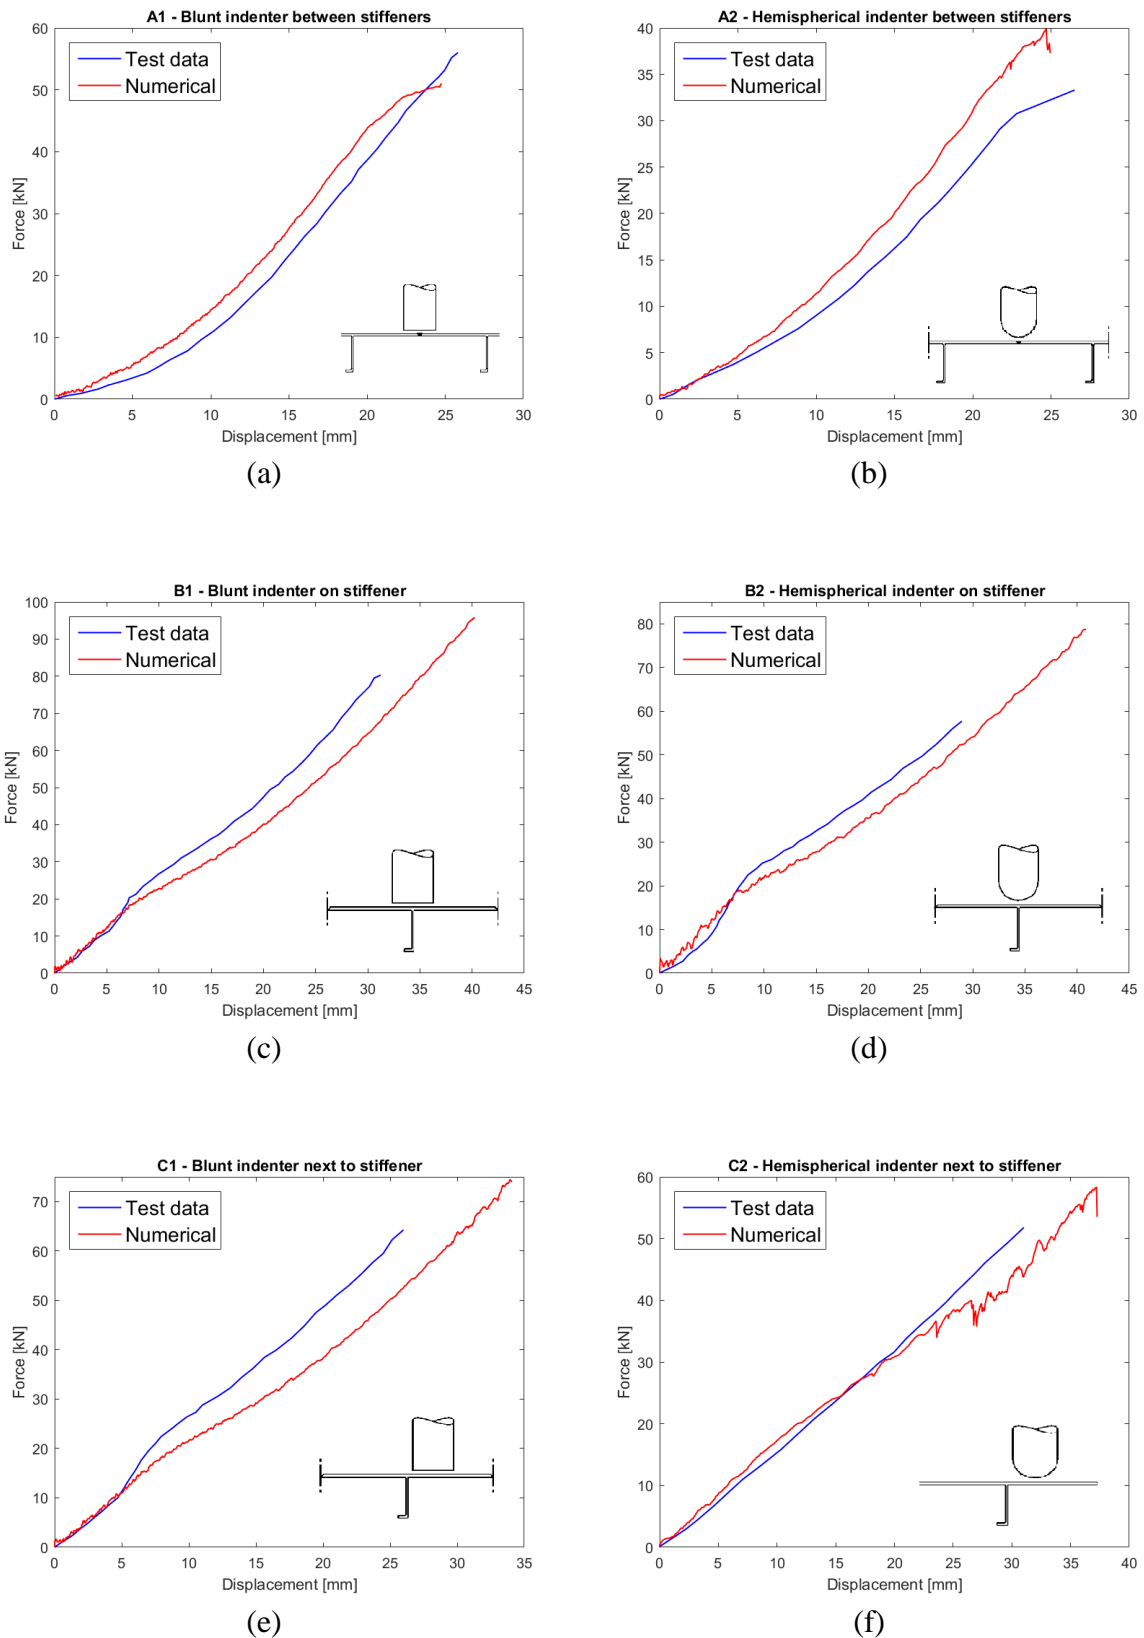 A1 - Blunt indenter between stiffeners
60
50
40
30
20
10
0
Force [kN]
Test data
Numerical
0 5 10 15 20 25 30
Displacement [mm]
(a)
A2 - Hemispherical indenter between stiffeners
40
35
30
25
20
15
10
5
0
Force [kN]
Test data
Numerical
0 5 10 15 20 25 30
Displacement [mm]
(b)
B1 - Blunt indenter on stiffener
100
90
80
70
60
50
40
30
20
10
0
Force [kN]
Test data
Numerical
0 5 10 15 20 25 30 35 40 45
Displacement [mm]
(c)
B2 - Hemispherical indenter on stiffener
80
70
60
50
40
30
20
10
0
Force [kN]
Test data
Numerical
0 5 10 15 20 25 30 35 40 45
Displacement [mm]
(d)
C1 - Blunt indenter next to stiffener
70
60
50
40
30
20
10
0
Force [kN]
Test data
Numerical
0 5 10 15 20 25 30 35
Displacement [mm]
(e)
C2 - Hemispherical indenter next to stiffener
60
50
40
30
20
10
0
Force [kN]
Test data
Numerical
0 5 10 15 20 25 30 35 40
Displacement [mm]
(f)